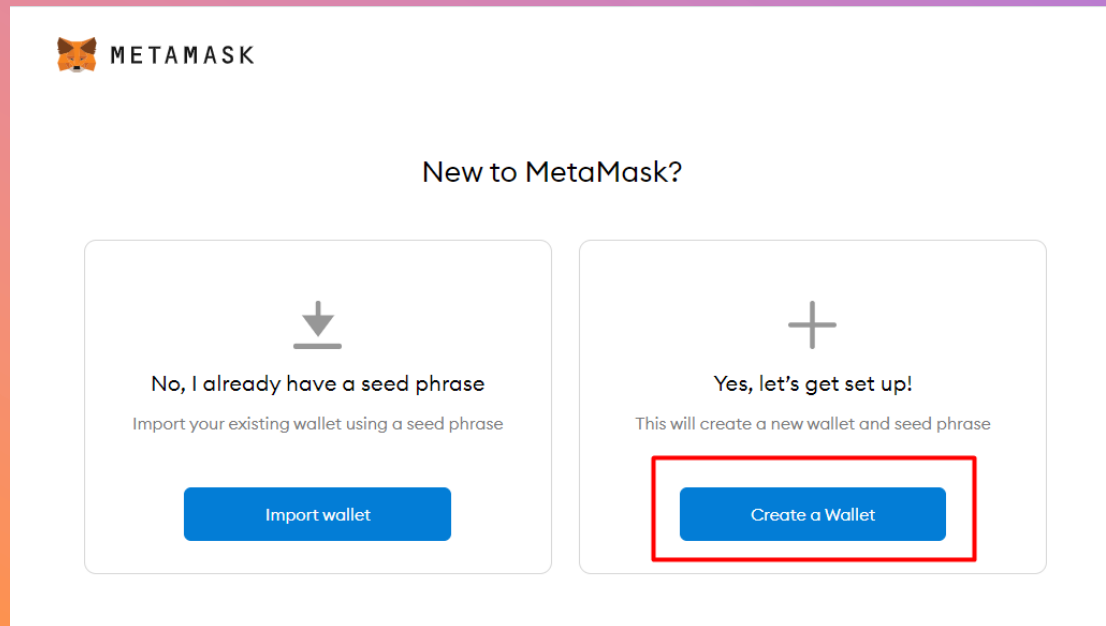 METAMASK
New to MetaMask?
No, I already have a seed phrase
Import your existing wallet using a seed phrase
Import wallet
Yes, let’s get set up!
This will create a new wallet and seed phrase
Create a Wallet